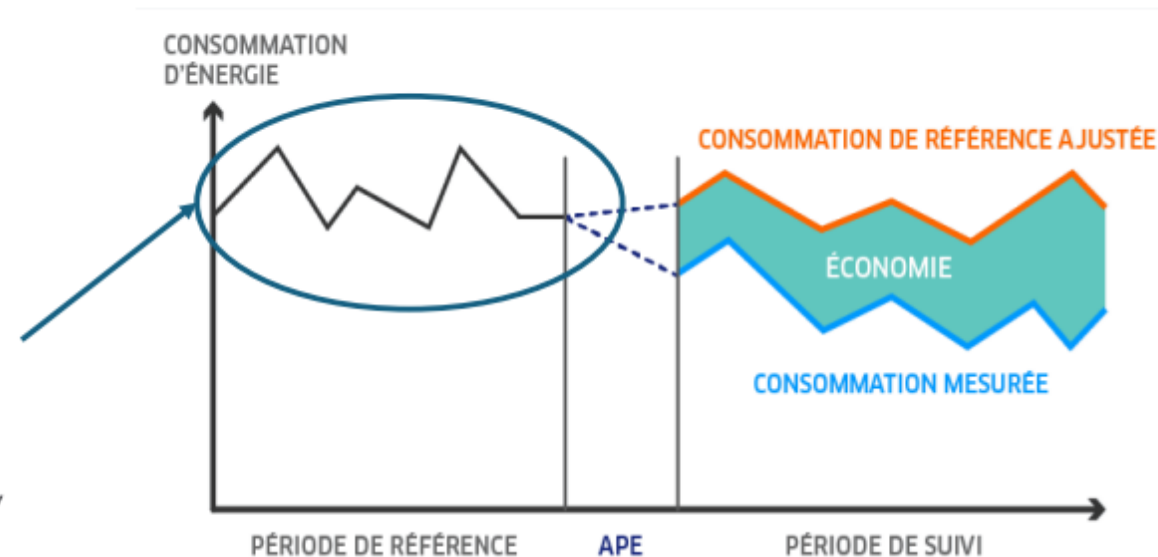 CONSOMMATION
D'ÉNERGIE
CONSOMMATION DE RÉFÉRENCE AJUSTÉE
ÉCONOMIE
CONSOMMATION MESURÉE
PÉRIODE DE RÉFÉRENCE
APE
PÉRIODE DE SUIVI